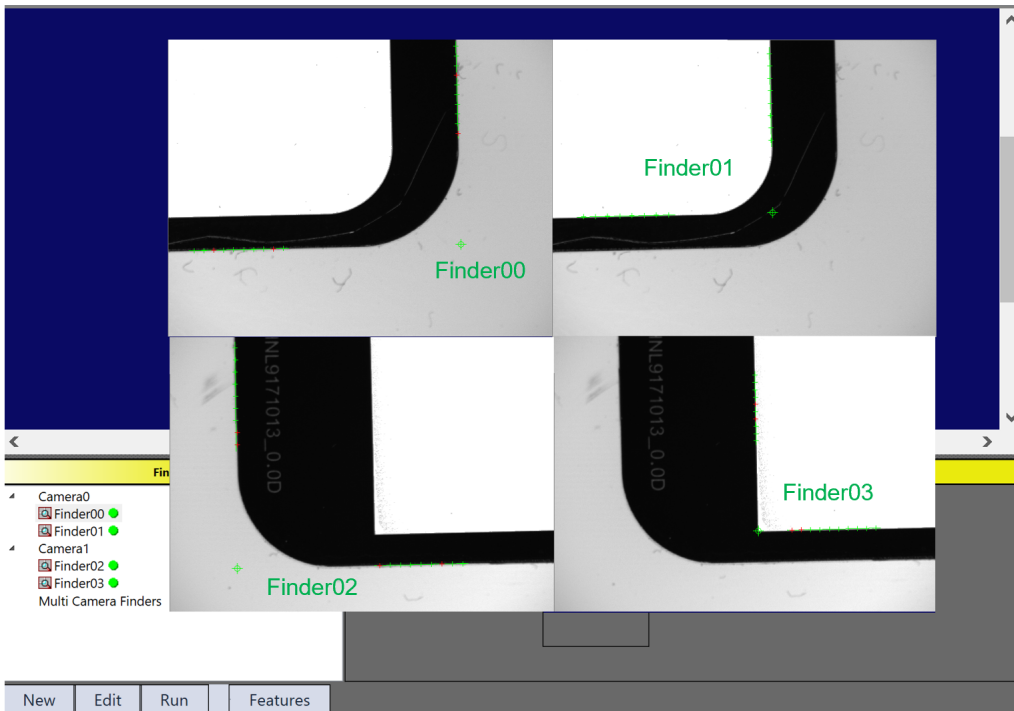 Finder01
Finder00
NL9171013_0.0D
NL9171013_0.0D
Finder03
Finder02
Fin
Camera0
Finder00
Finder01
Camera1
Finder02
Finder03
Multi Camera Finders
New
Edit
Run
Features